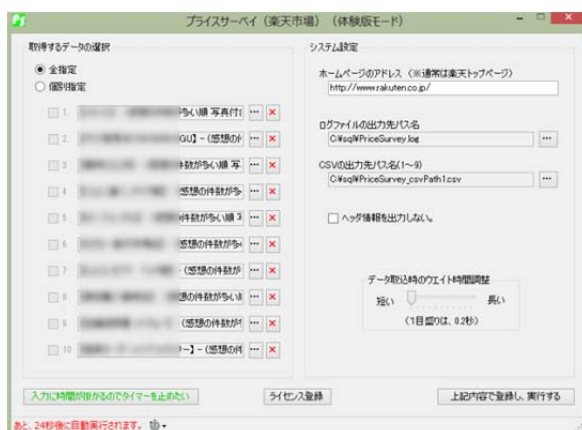 プライスサーベイ（楽天市場）（体験版モード）
取得するデータの選択
全指定
個別指定
1. 多い順 写真付き
2. GU】-（感想の件
3. 件数が多い順 写
4. 感想の件数が多
5. 件数が多い順 写
6. 感想の件数が多
7. -（感想の件数が
8. の件数が多い順
9. （感想の件数が
10. ー】-（感想の件
システム設定
ホームページのアドレス（※通常は楽天トップページ）
http://www.rakuten.co.jp/
ログファイルの出力先パス名
C:¥sql¥PriceSurvey.log
CSVの出力先パス名(1～9)
C:¥sql¥PriceSurvey_csvPath1.csv
ヘッダ情報を出力しない。
データ取込時のウエイト時間調整
短い 長い
（1目盛りは、0.2秒）
入力に時間が掛かるのでタイマーを止めたい
ライセンス登録
上記内容で登録し、実行する
あと、24秒後に自動実行されます。